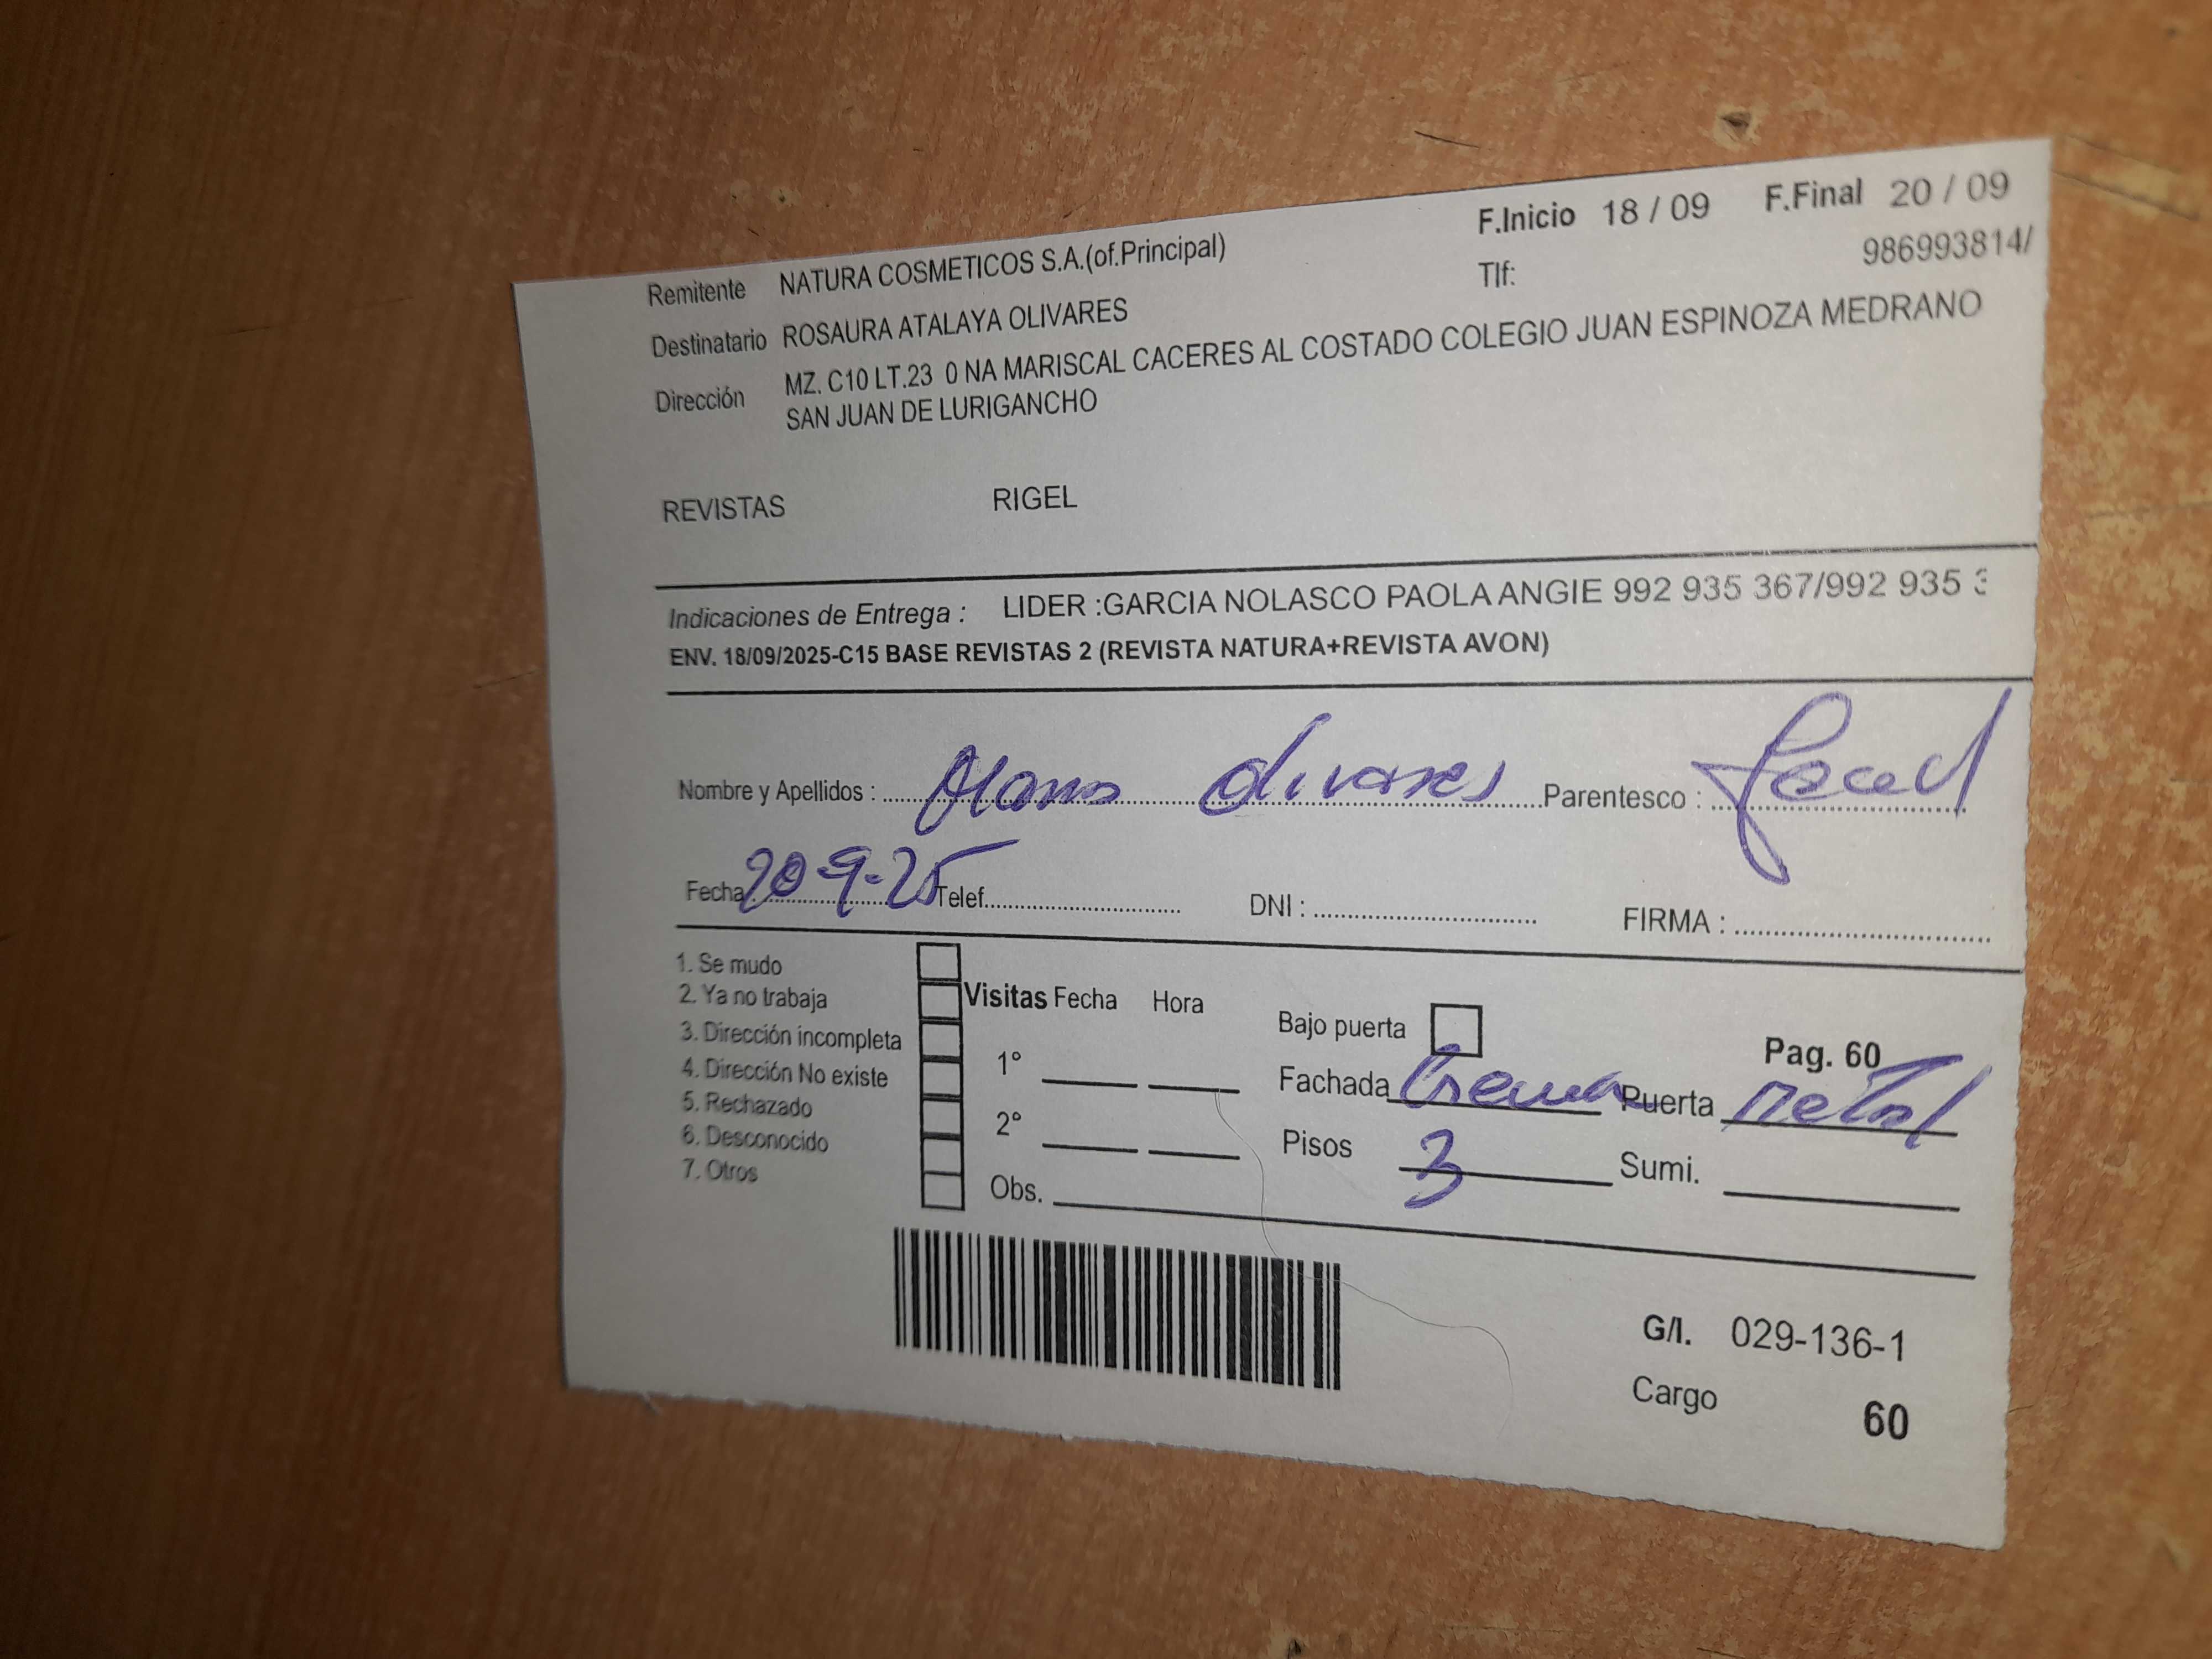 F.Inicio 18 / 09 F.Final 20 / 09
Remitente NATURA COSMETICOS S.A.(of.Principal) Tlf: 986993814/
Destinatario ROSAURA ATALAYA OLIVARES
Dirección MZ. C10 LT.23 0 NA MARISCAL CACERES AL COSTADO COLEGIO JUAN ESPINOZA MEDRANO
SAN JUAN DE LURIGANCHO
REVISTAS RIGEL
Indicaciones de Entrega : LIDER :GARCIA NOLASCO PAOLA ANGIE 992 935 367/992 935 3
ENV. 18/09/2025-C15 BASE REVISTAS 2 (REVISTA NATURA+REVISTA AVON)
Nombre y Apellidos : Olivares Parentesco :
Fecha : 20-9-25 Telef. DNI : FIRMA :
1. Se mudo
2. Ya no trabaja Visitas Fecha Hora
3. Dirección incompleta Bajo puerta Pag. 60
4. Dirección No existe 1° Fachada Crema Puerta Metal
5. Rechazado
6. Desconocido 2° Pisos 3 Sumi.
7. Otros Obs.
G/I. 029-136-1
Cargo 60